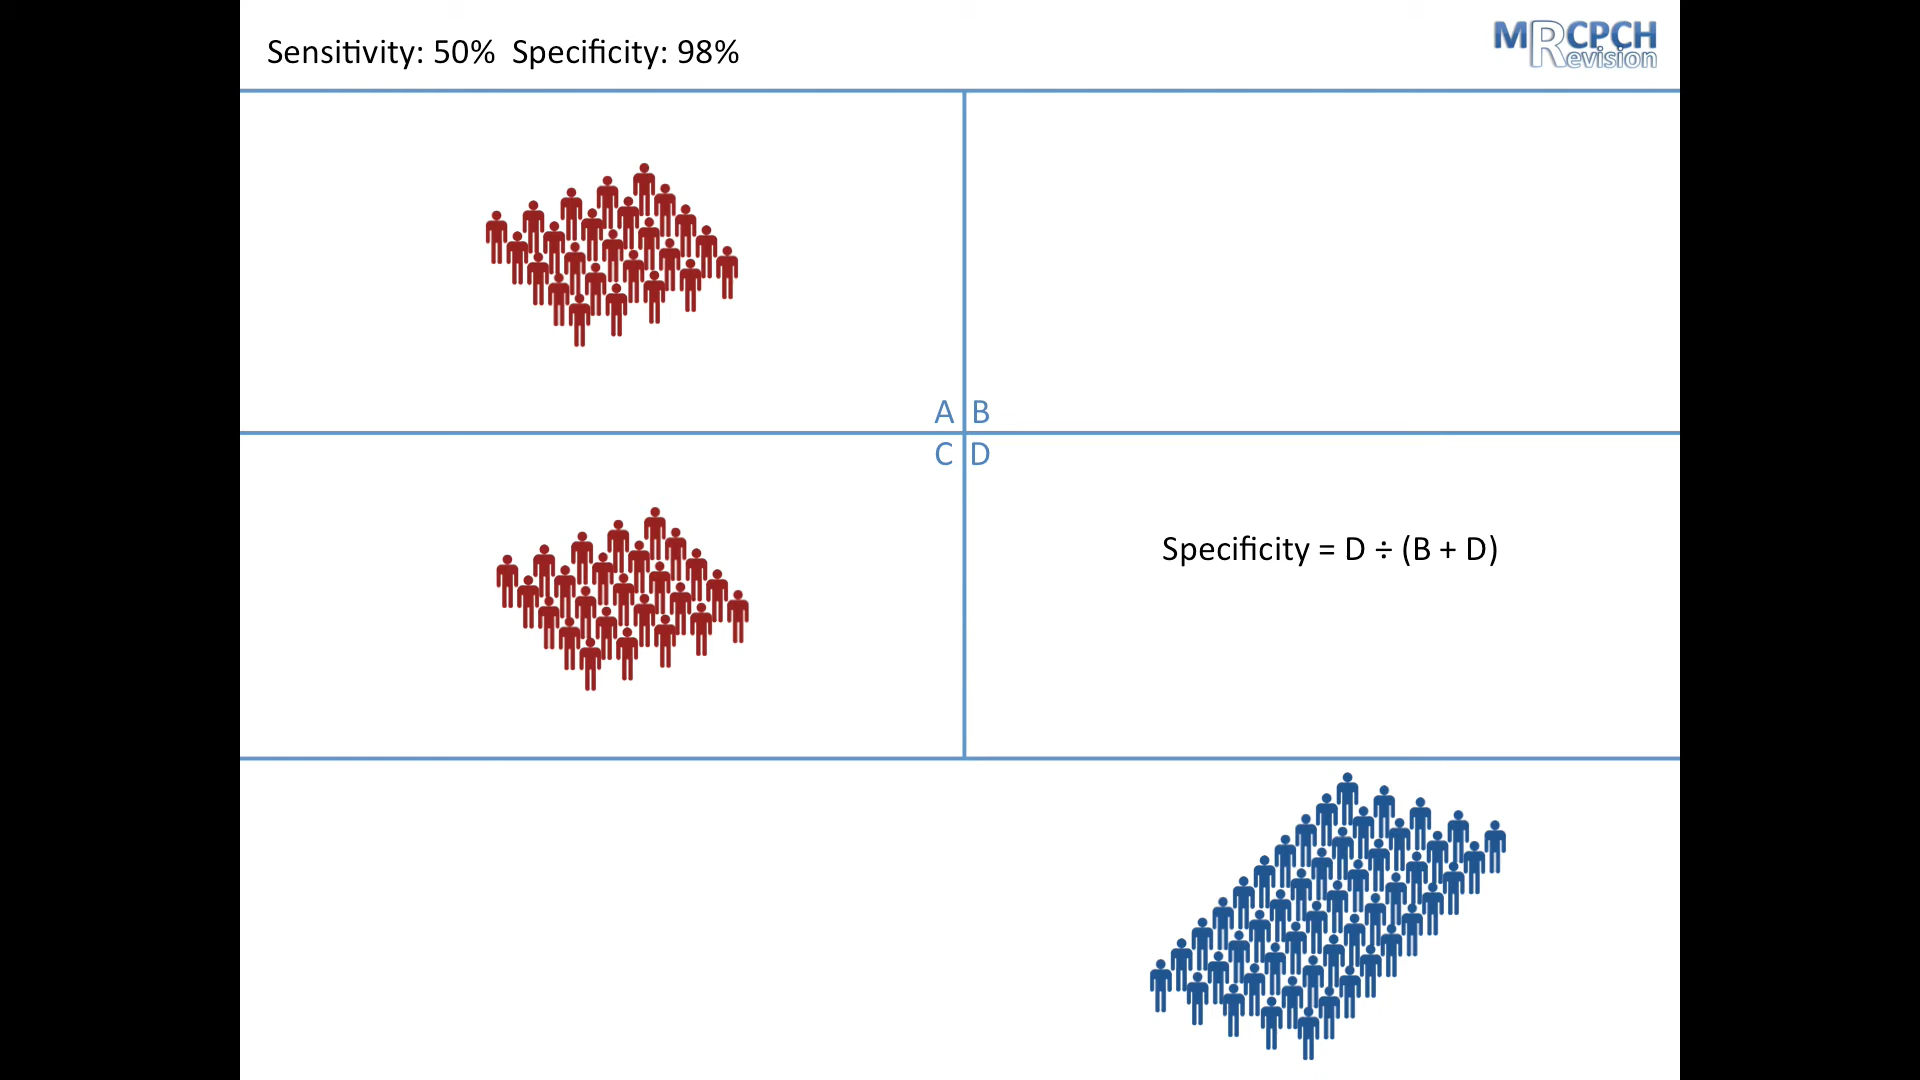 Sensitivity: 50% Specificity: 98%
MRCPCH
Revision
A B
C D
Specificity = D ÷ (B + D)